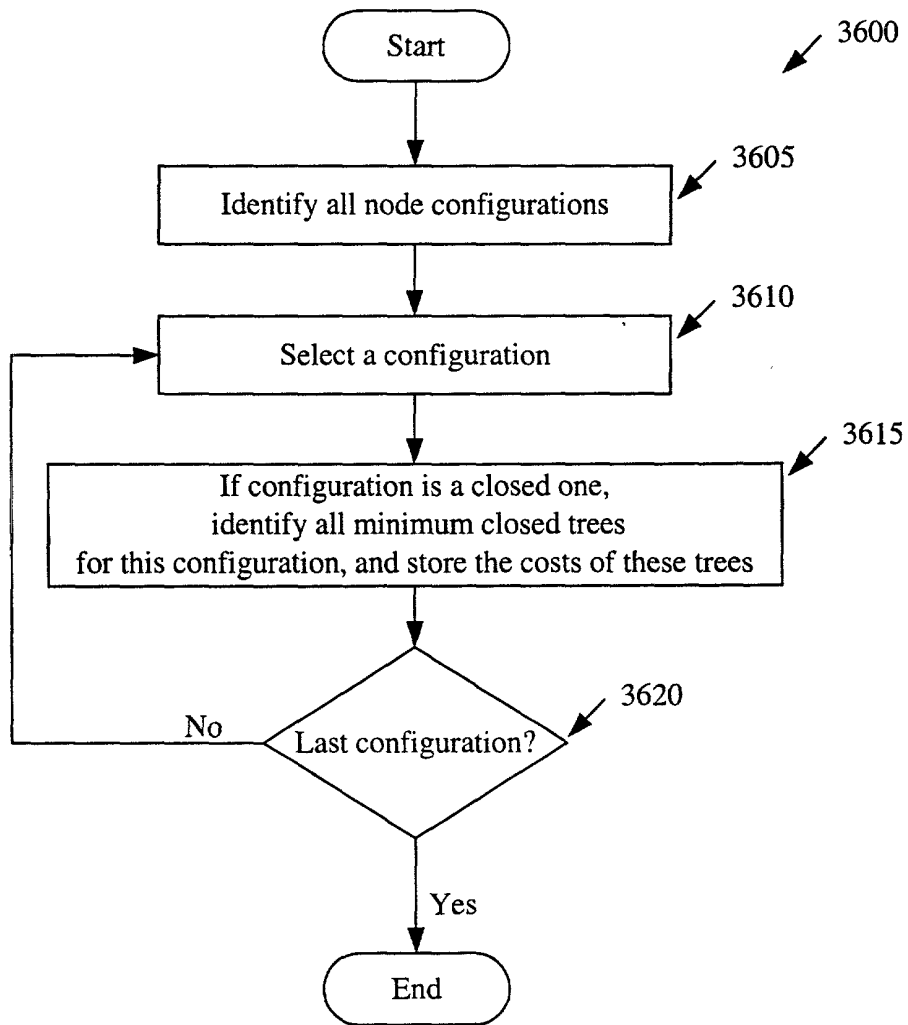 Start
3600
3605
Identify all node configurations
3610
Select a configuration
3615
If configuration is a closed one,
identify all minimum closed trees
for this configuration, and store the costs of these trees
3620
No
Last configuration?
Yes
End